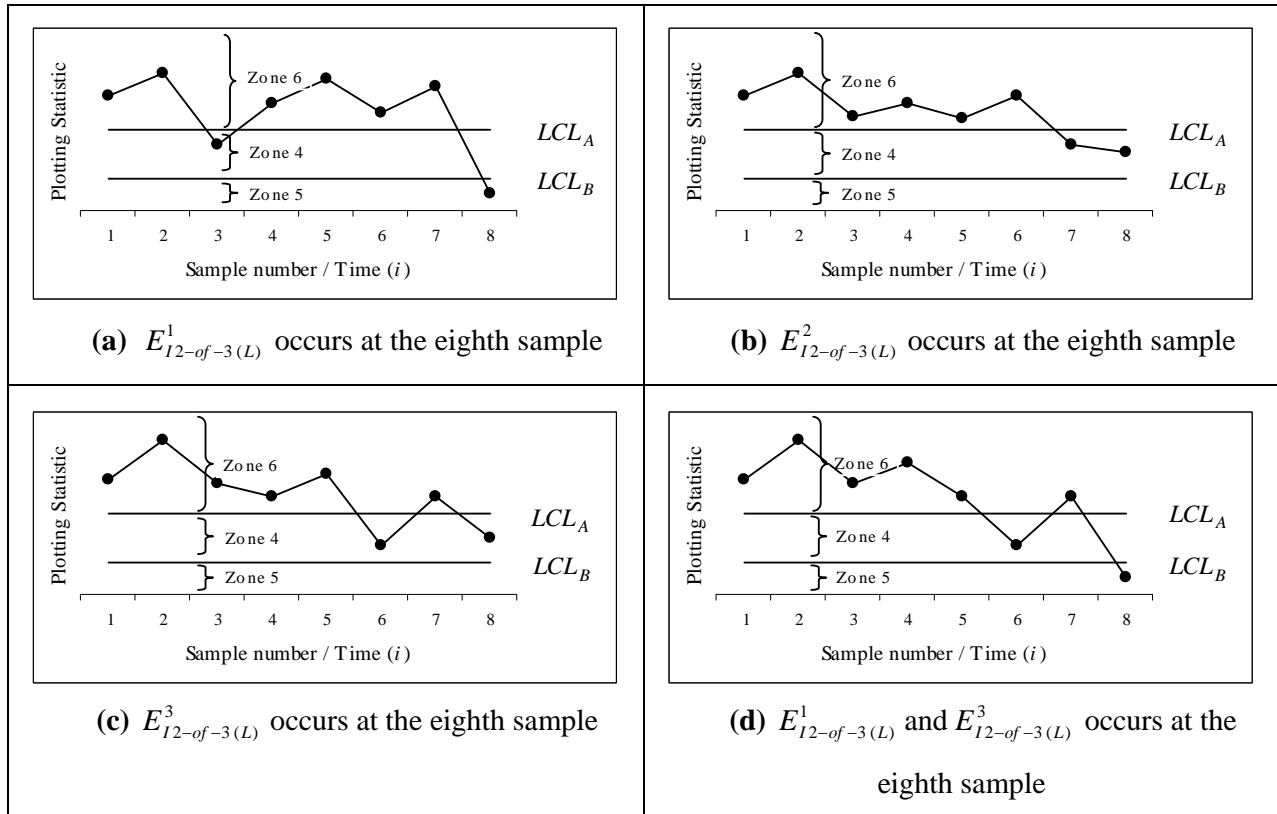 Plotting Statistic
Zone 6
Zone 4
Zone 5
LCL_A
LCL_B
1 2 3 4 5 6 7 8
Sample number / Time (i)
(a) E^1_{I2-of-3(L)} occurs at the eighth sample
Plotting Statistic
Zone 6
Zone 4
Zone 5
LCL_A
LCL_B
1 2 3 4 5 6 7 8
Sample number / Time (i)
(b) E^2_{I2-of-3(L)} occurs at the eighth sample
Plotting Statistic
Zone 6
Zone 4
Zone 5
LCL_A
LCL_B
1 2 3 4 5 6 7 8
Sample number / Time (i)
(c) E^3_{I2-of-3(L)} occurs at the eighth sample
Plotting Statistic
Zone 6
Zone 4
Zone 5
LCL_A
LCL_B
1 2 3 4 5 6 7 8
Sample number / Time (i)
(d) E^1_{I2-of-3(L)} and E^3_{I2-of-3(L)} occurs at the
eighth sample